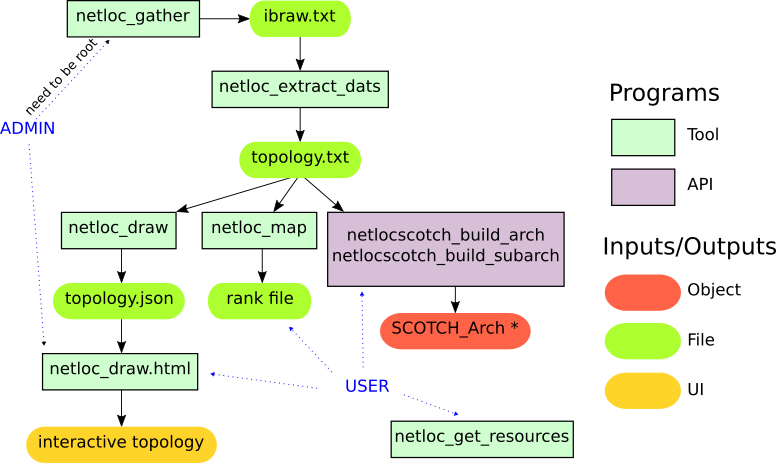 netloc_gather
ibraw.txt
need to be root
netloc_extract_dats
Programs
ADMIN
Tool
topology.txt
API
netloc_draw
netloc_map
netlocscotch_build_arch
netlocscotch_build_subarch
Inputs/Outputs
topology.json
rank file
Object
SCOTCH_Arch *
File
netloc_draw.html
USER
UI
interactive topology
netloc_get_resources